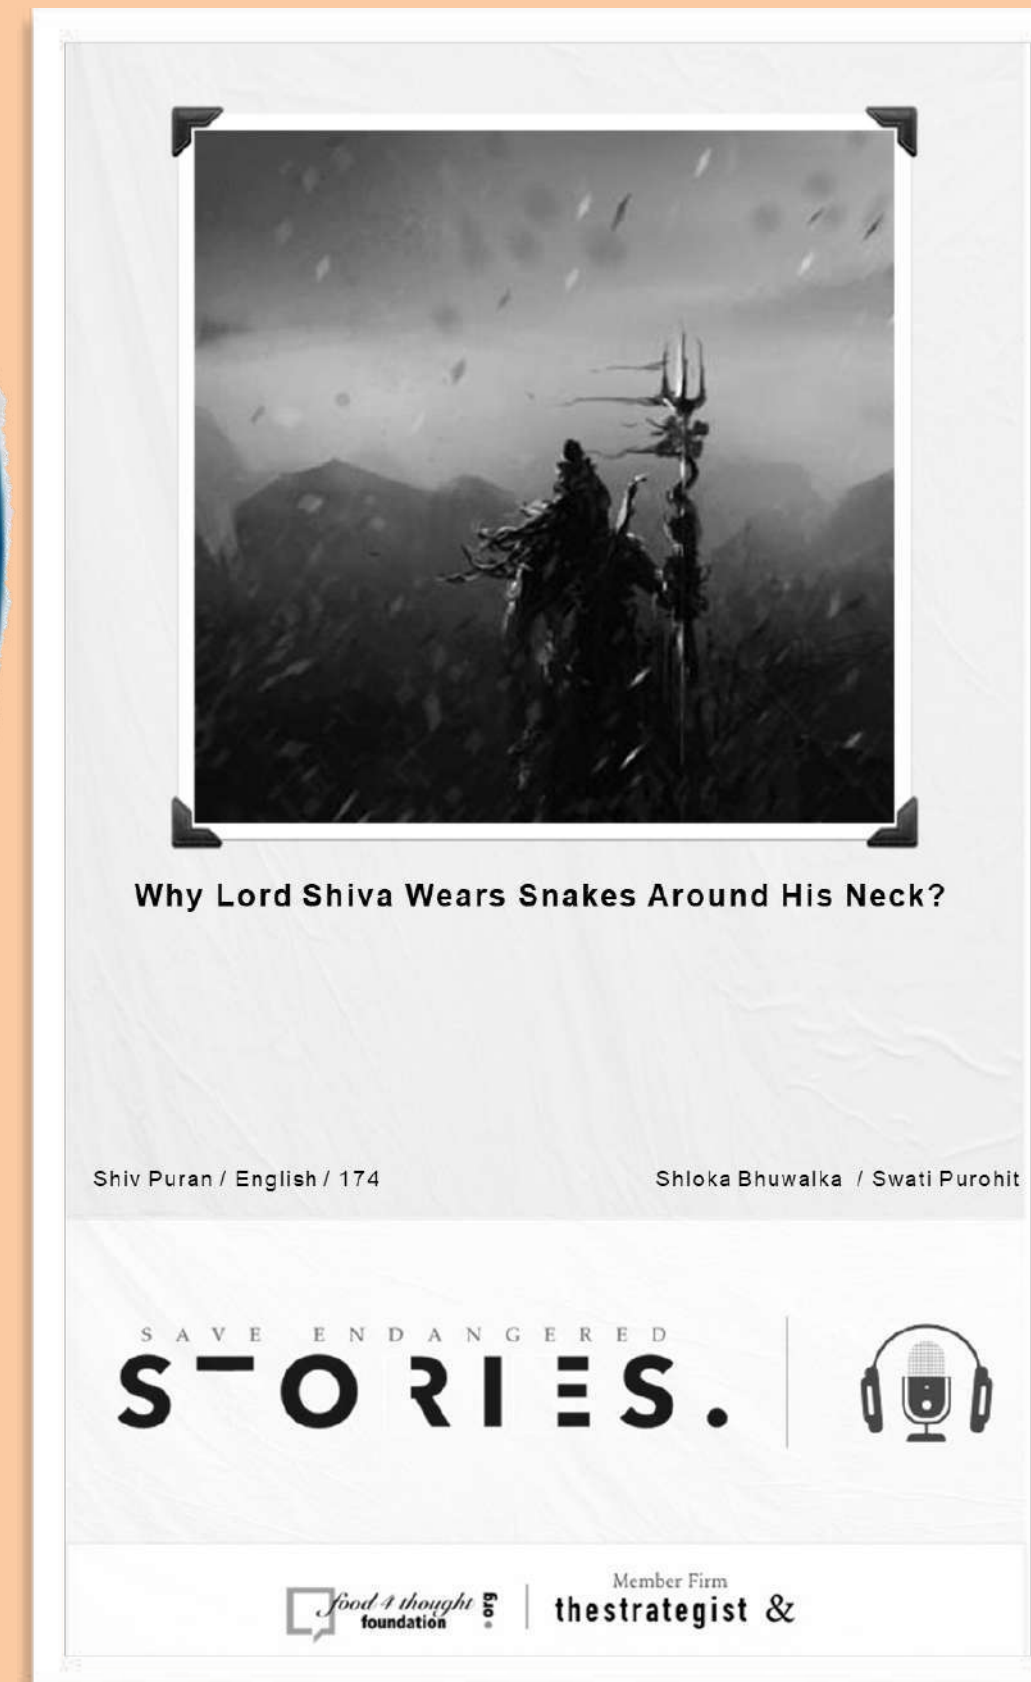 Why Lord Shiva Wears Snakes Around His Neck?
Shiv Puran / English / 174
Shloka Bhuwalka / Swati Purohit
SAVE ENDANGERED
STORIES.
food 4 thought
foundation
.org
Member Firm
thestrategist &